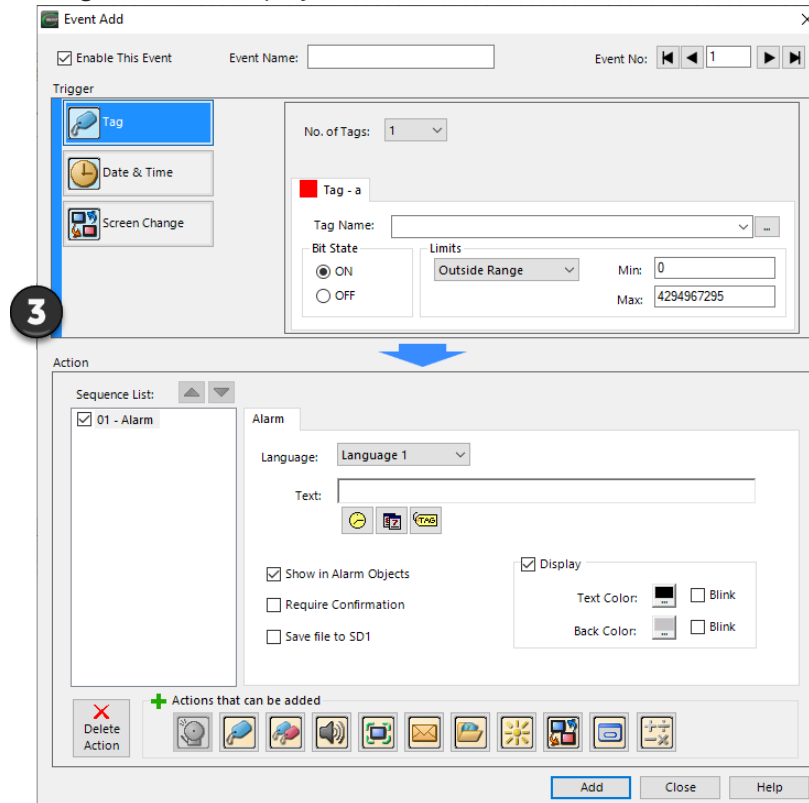 Event Add
Enable This Event
Event Name:
Event No:
1
Trigger
Tag
Date & Time
Screen Change
No. of Tags:
1
Tag - a
Tag Name:
...
Bit State
ON
OFF
Limits
Outside Range
Min:
0
Max:
4294967295
3
Action
Sequence List:
01 - Alarm
Alarm
Language:
Language 1
Text:
TAG
Show in Alarm Objects
Require Confirmation
Save file to SD1
Display
Text Color:
...
Blink
Back Color:
...
Blink
Delete
Action
Actions that can be added
Add
Close
Help